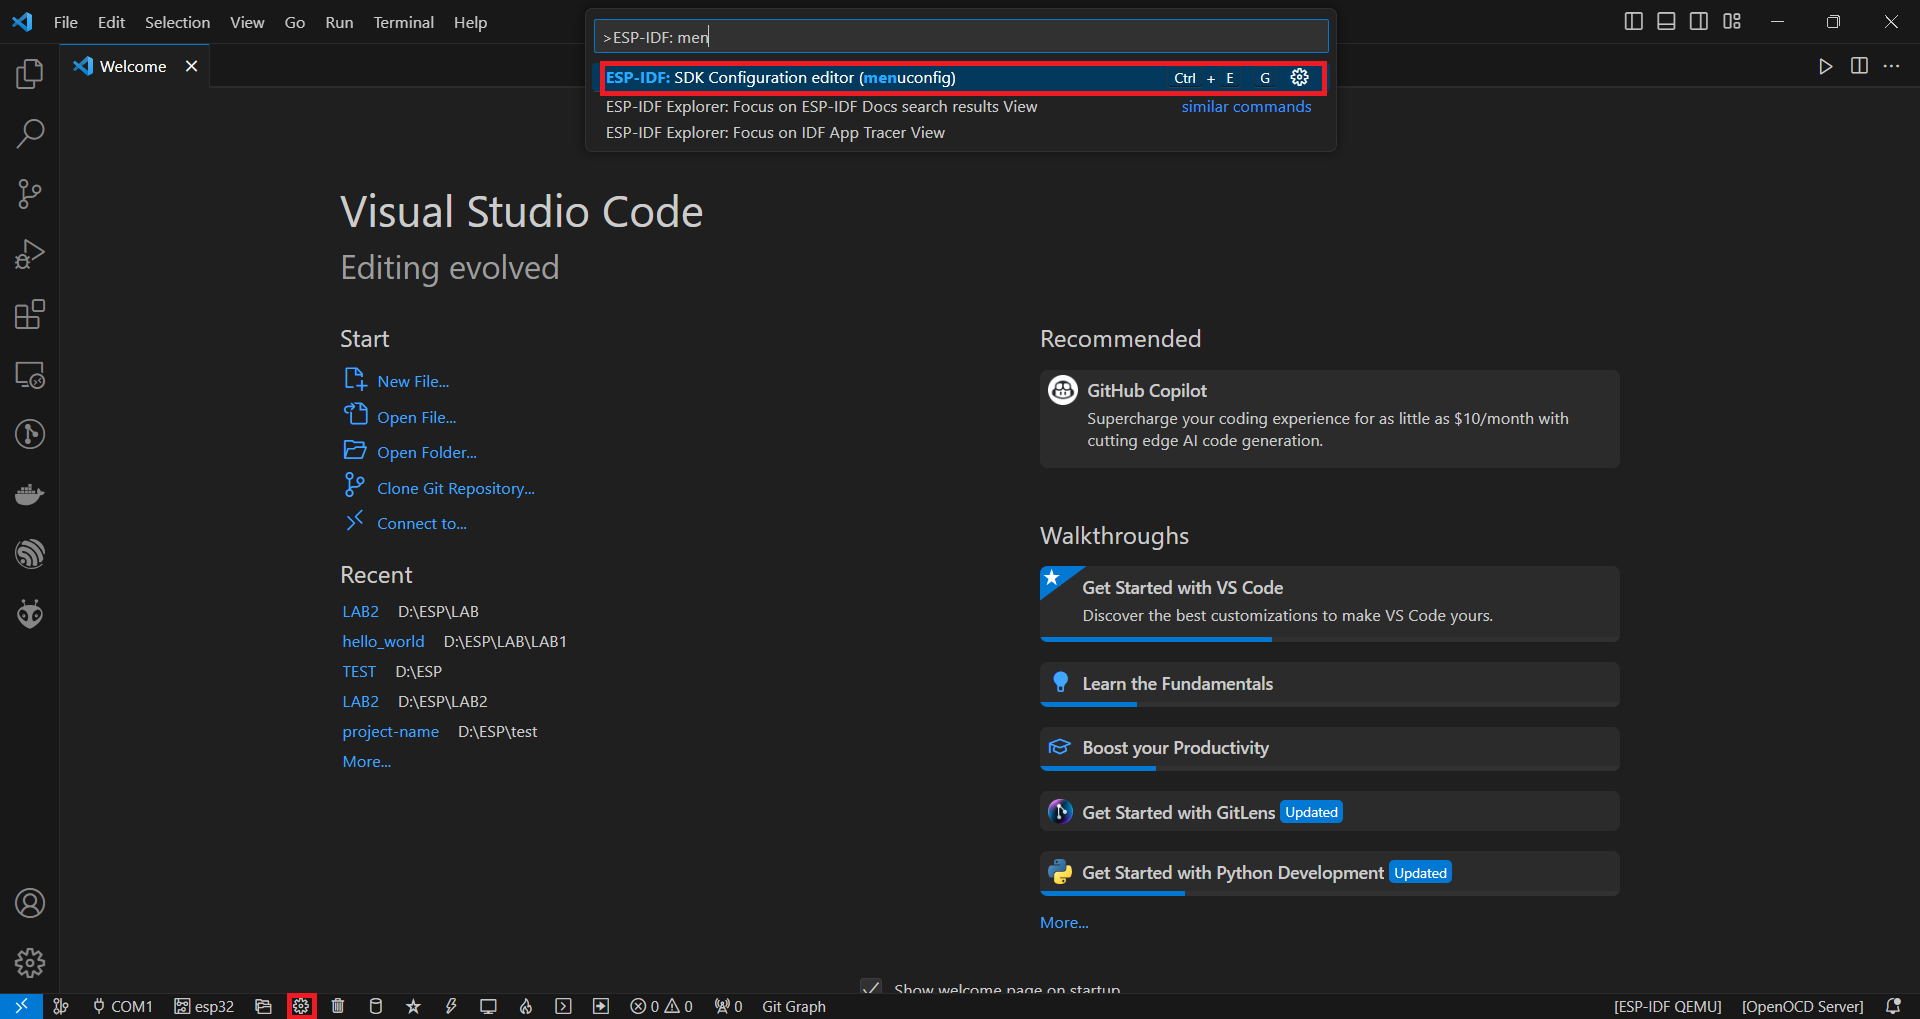 File Edit Selection View Go Run Terminal Help
>ESP-IDF: men
ESP-IDF: SDK Configuration editor (menuconfig) Ctrl + E G
ESP-IDF Explorer: Focus on ESP-IDF Docs search results View similar commands
ESP-IDF Explorer: Focus on IDF App Tracer View
Welcome
Visual Studio Code
Editing evolved
Start
New File...
Open File...
Open Folder...
Clone Git Repository...
Connect to...
Recent
LAB2 D:\ESP\LAB
hello_world D:\ESP\LAB\LAB1
TEST D:\ESP
LAB2 D:\ESP\LAB2
project-name D:\ESP\test
More...
Recommended
GitHub Copilot
Supercharge your coding experience for as little as $10/month with
cutting edge AI code generation.
Walkthroughs
Get Started with VS Code
Discover the best customizations to make VS Code yours.
Learn the Fundamentals
Boost your Productivity
Get Started with GitLens Updated
Get Started with Python Development Updated
More...
Show welcome page on startup
COM1 esp32 0 0 0 Git Graph [ESP-IDF QEMU] [OpenOCD Server]